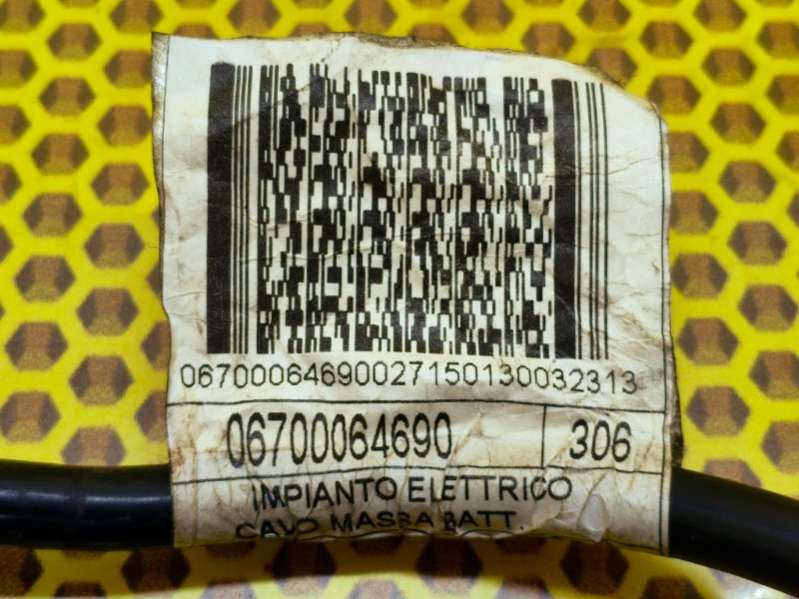 06700064690027150130032313
06700064690 306
IMPIANTO ELETTRICO
CAVO MASSA BATT.